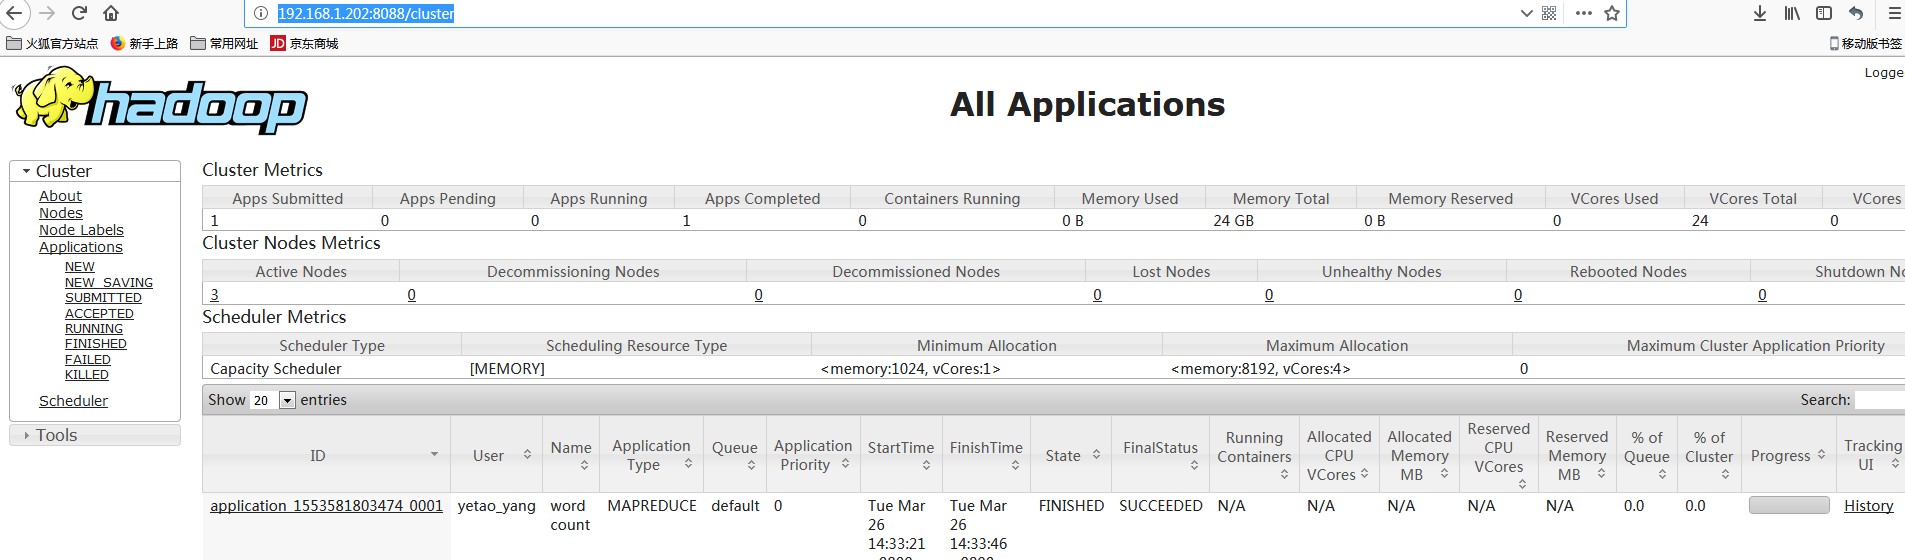 192.168.1.202:8088/cluster
火狐官方站点 新手上路 常用网址 JD 京东商城 移动版书签
Logge
hadoop
All Applications
Cluster
About
Nodes
Node Labels
Applications
NEW
NEW_SAVING
SUBMITTED
ACCEPTED
RUNNING
FINISHED
FAILED
KILLED
Scheduler
Tools
Cluster Metrics
Apps Submitted Apps Pending Apps Running Apps Completed Containers Running Memory Used Memory Total Memory Reserved VCores Used VCores Total VCores
1 0 0 1 0 0 B 24 GB 0 B 0 24 0
Cluster Nodes Metrics
Active Nodes Decommissioning Nodes Decommissioned Nodes Lost Nodes Unhealthy Nodes Rebooted Nodes Shutdown No
3 0 0 0 0 0 0
Scheduler Metrics
Scheduler Type Scheduling Resource Type Minimum Allocation Maximum Allocation Maximum Cluster Application Priority
Capacity Scheduler [MEMORY] <memory:1024, vCores:1> <memory:8192, vCores:4> 0
Show 20 entries Search:
ID User Name Application Type Queue Application Priority StartTime FinishTime State FinalStatus Running Containers Allocated CPU VCores Allocated Memory MB Reserved CPU VCores Reserved Memory MB % of Queue % of Cluster Progress Tracking UI
application_1553581803474_0001 yetao_yang word MAPREDUCE default 0 Tue Mar Tue Mar FINISHED SUCCEEDED N/A N/A N/A N/A N/A 0.0 0.0 History
count 26 26
14:33:21 14:33:46